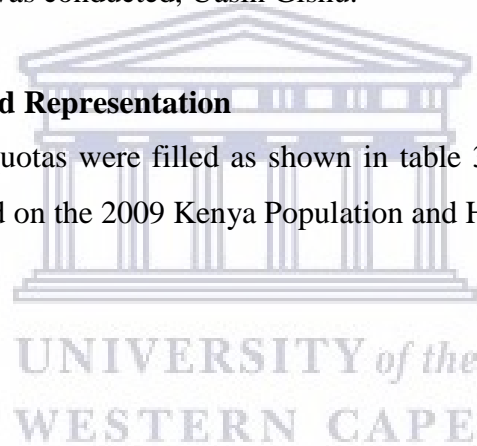 was conducted, Uasin Gishu.
d Representation
uotas were filled as shown in table 3
d on the 2009 Kenya Population and H
UNIVERSITY of the
WESTERN CAPE